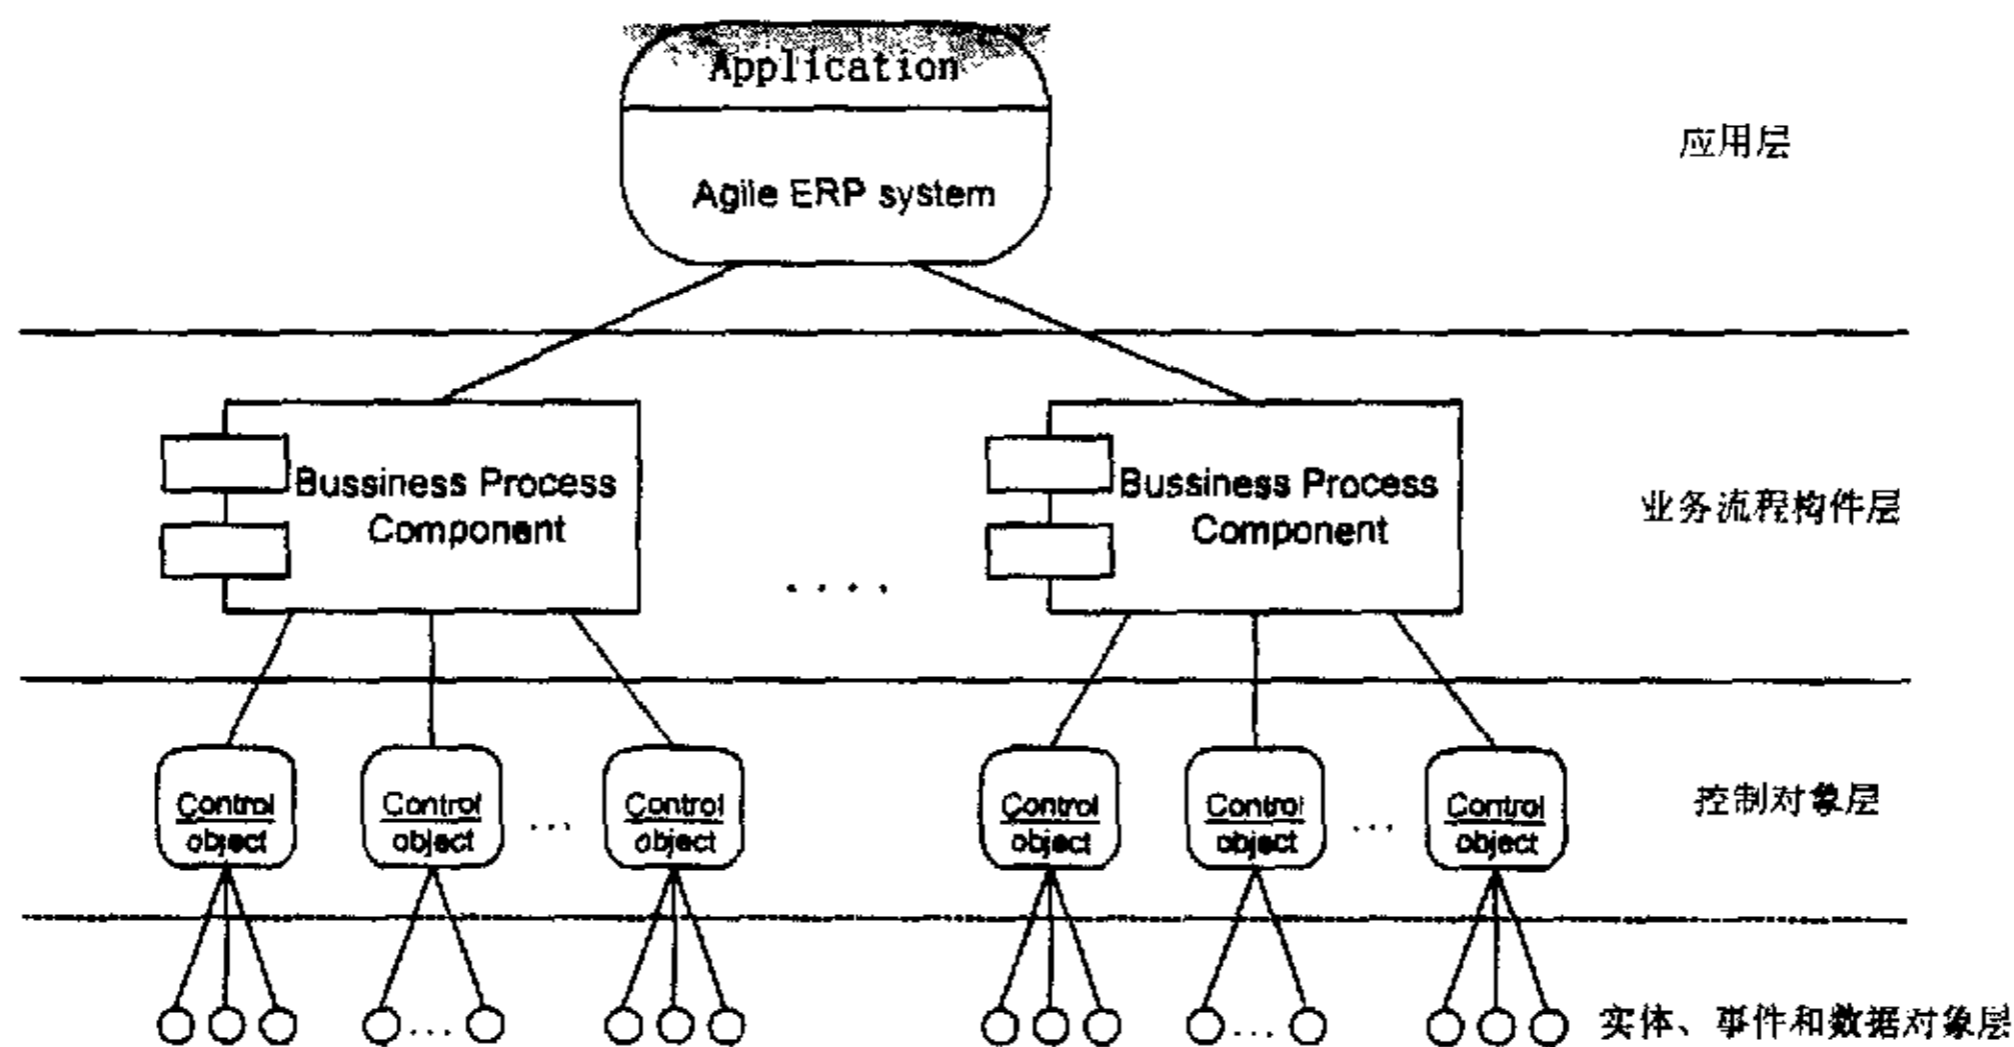 Application
Agile ERP system
应用层
Bussiness Process
Component
....
Bussiness Process
Component
业务流程构件层
Control
object
Control
object
...
Control
object
Control
object
Control
object
...
Control
object
控制对象层
...
...
实体、事件和数据对象层